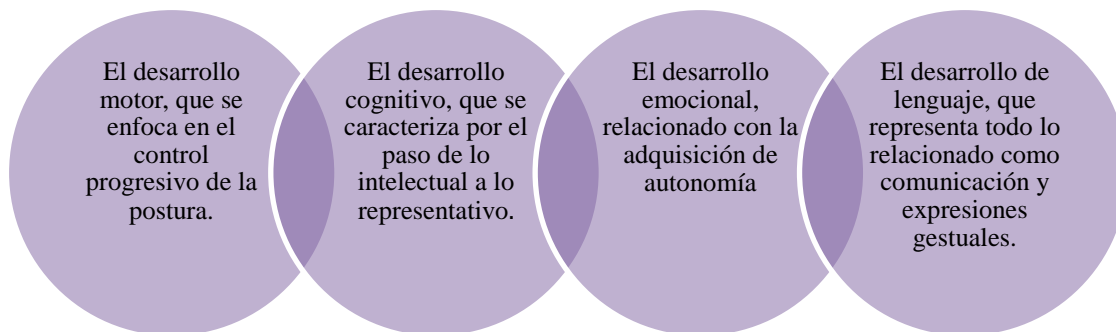 El desarrollo
motor, que se
enfoca en el
control
progresivo de la
postura.
El desarrollo
cognitivo, que se
caracteriza por el
paso de lo
intelectual a lo
representativo.
El desarrollo
emocional,
relacionado con la
adquisición de
autonomía
El desarrollo de
lenguaje, que
representa todo lo
relacionado como
comunicación y
expresiones
gestuales.